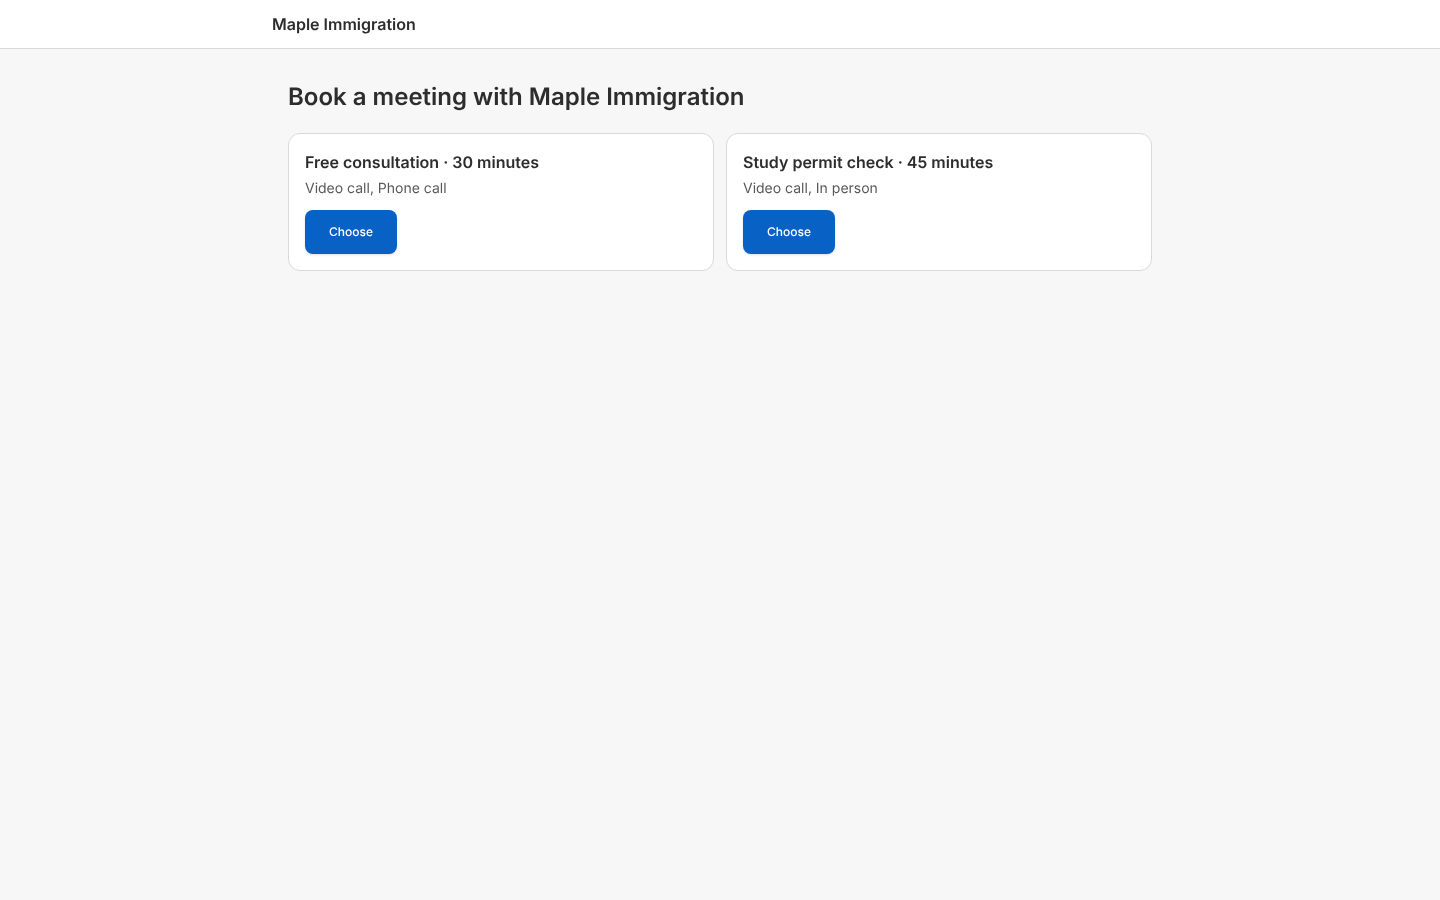 Maple Immigration
Book a meeting with Maple Immigration
Free consultation · 30 minutes
Video call, Phone call
Choose
Study permit check · 45 minutes
Video call, In person
Choose